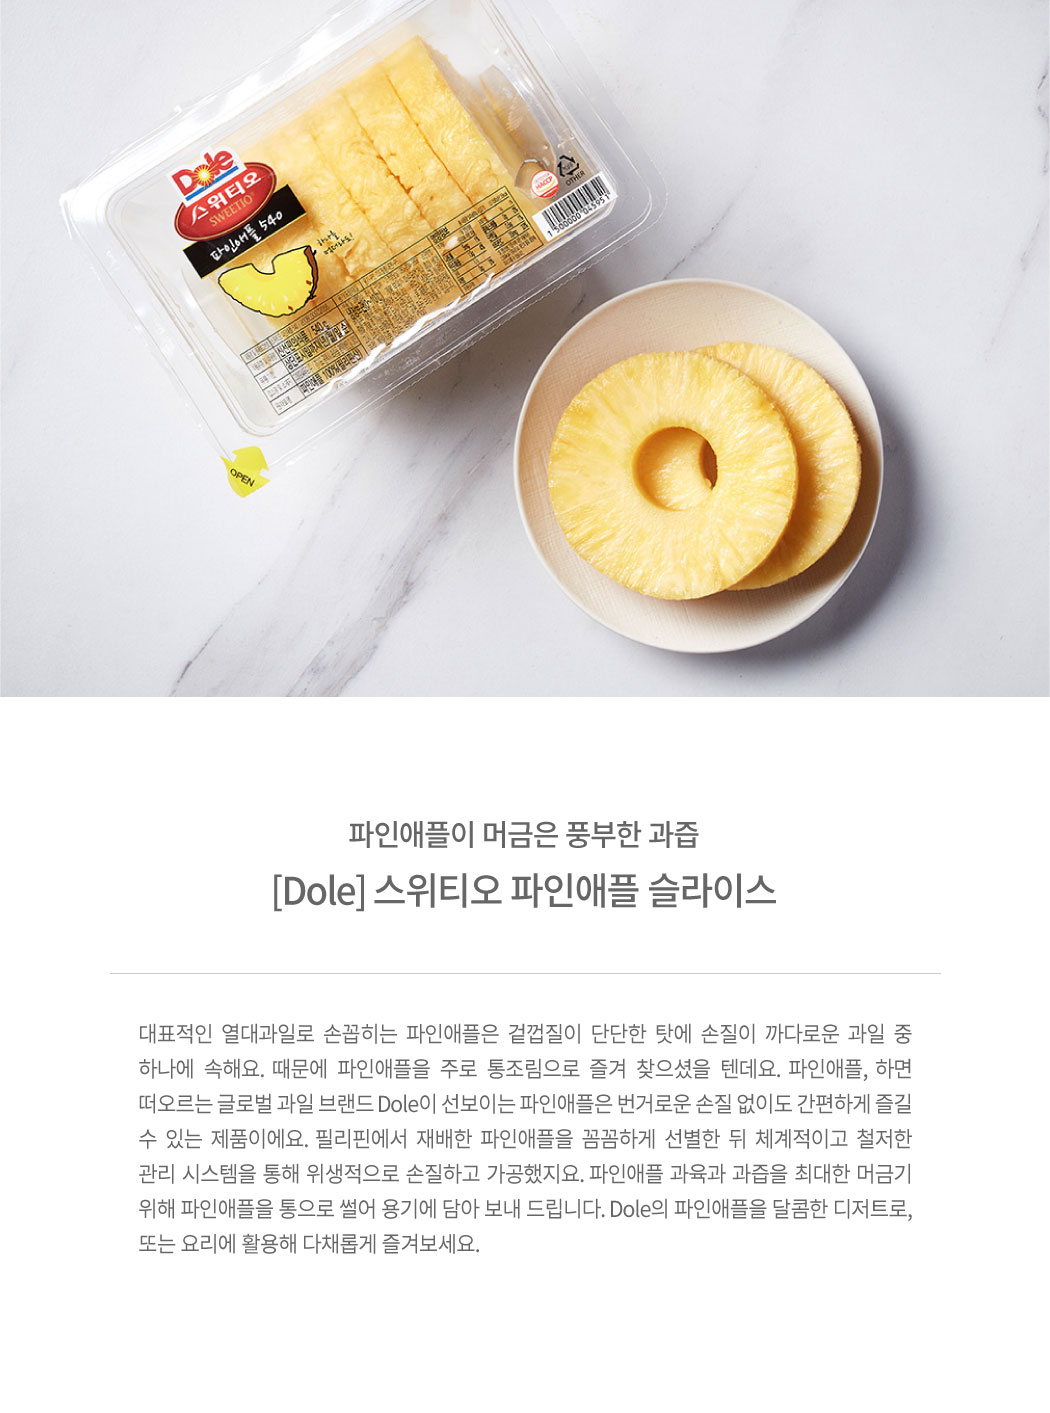 Dole
스위티오
SWEETIO
파인애플 540
HACCP
OTHER
1 500000 045951
540 g
OPEN
파인애플이 머금은 풍부한 과즙
[Dole] 스위티오 파인애플 슬라이스
대표적인 열대과일로 손꼽히는 파인애플은 겉껍질이 단단한 탓에 손질이 까다로운 과일 중
하나에 속해요. 때문에 파인애플을 주로 통조림으로 즐겨 찾으셨을 텐데요. 파인애플, 하면
떠오르는 글로벌 과일 브랜드 Dole이 선보이는 파인애플은 번거로운 손질 없이도 간편하게 즐길
수 있는 제품이에요. 필리핀에서 재배한 파인애플을 꼼꼼하게 선별한 뒤 체계적이고 철저한
관리 시스템을 통해 위생적으로 손질하고 가공했지요. 파인애플 과육과 과즙을 최대한 머금기
위해 파인애플을 통으로 썰어 용기에 담아 보내 드립니다. Dole의 파인애플을 달콤한 디저트로,
또는 요리에 활용해 다채롭게 즐겨보세요.